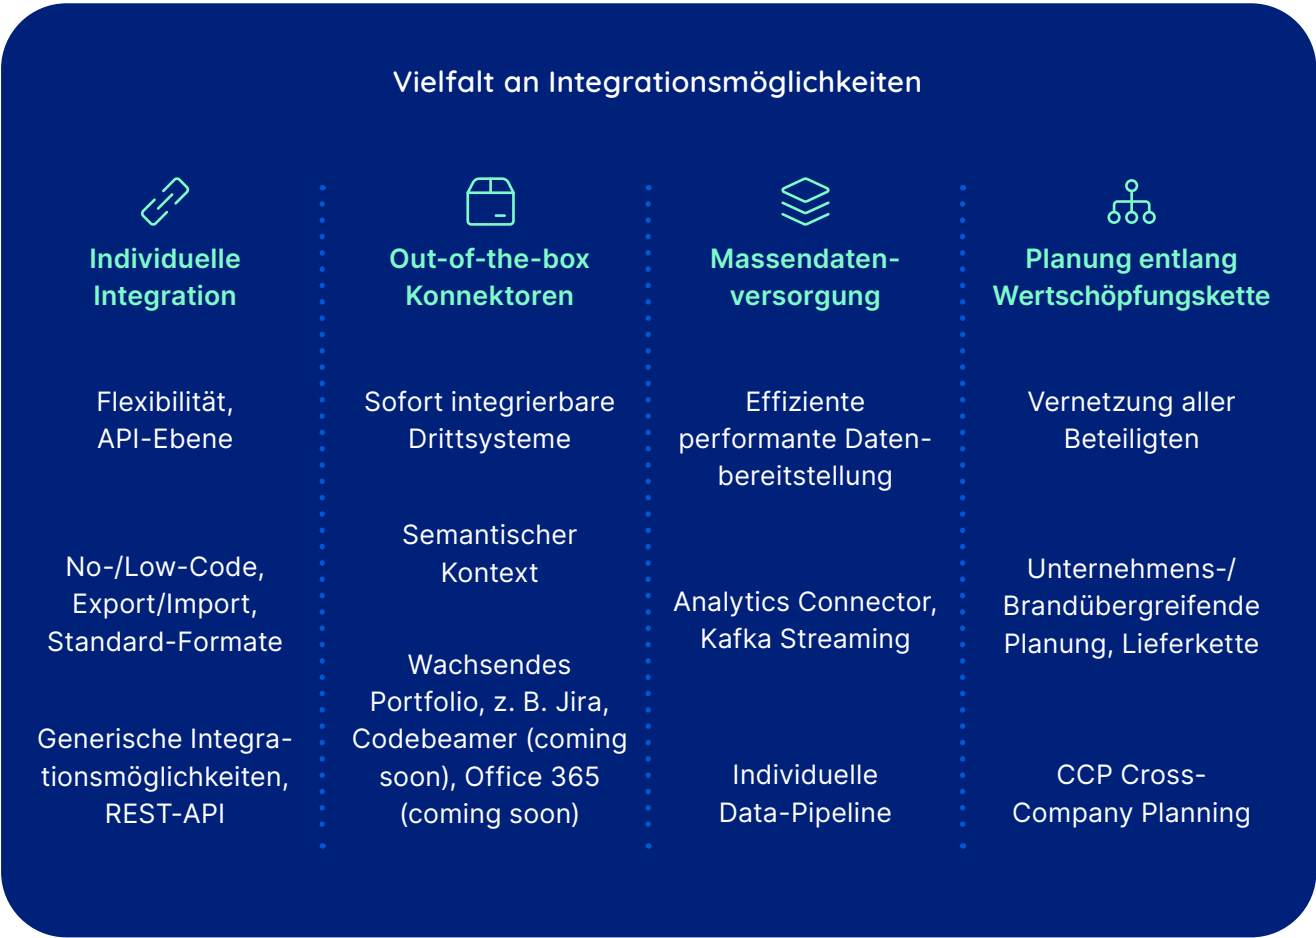 Vielfalt an Integrationsmöglichkeiten
Individuelle
Integration
Flexibilität,
API-Ebene
No-/Low-Code,
Export/Import,
Standard-Formate
Generische Integra-
tionsmöglichkeiten,
REST-API
Out-of-the-box
Konnektoren
Sofort integrierbare
Drittsysteme
Semantischer
Kontext
Wachsendes
Portfolio, z. B. Jira,
Codebeamer (coming
soon), Office 365
(coming soon)
Massendaten-
versorgung
Effiziente
performante Daten-
bereitstellung
Analytics Connector,
Kafka Streaming
Individuelle
Data-Pipeline
Planung entlang
Wertschöpfungskette
Vernetzung aller
Beteiligten
Unternehmens-/
Brandübergreifende
Planung, Lieferkette
CCP Cross-
Company Planning